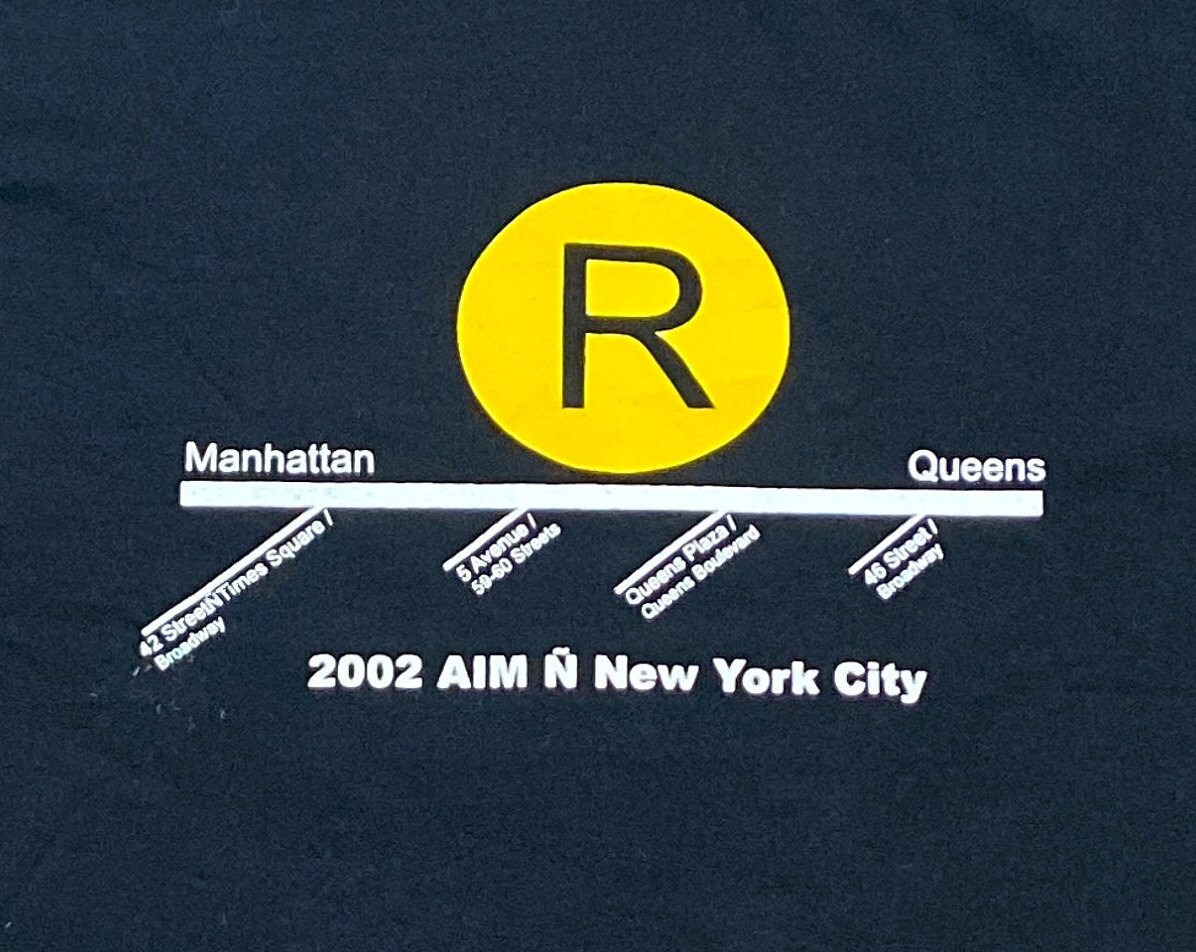 R
Manhattan
Queens
42 StreetÑTimes Square /
Broadway
5 Avenue /
59-60 Streets
Queens Plaza /
Queens Boulevard
46 Street /
Broadway
2002 AIM Ñ New York City